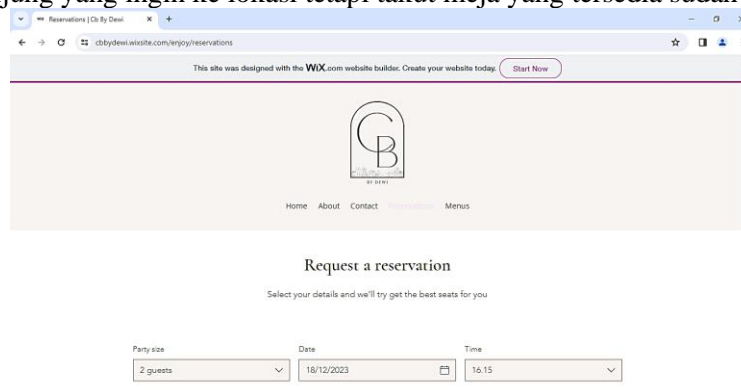 jung yang ingin ke lokasi tetapi takut meja yang tersedia sudah
Reservations | Cb By Dewi
cbbydewi.wixsite.com/enjoy/reservations
This site was designed with the WiX.com website builder. Create your website today. Start Now
CB
BY DEWI
Home About Contact Reservations Menus
Request a reservation
Select your details and we'll try get the best seats for you
Party size Date Time
2 guests 18/12/2023 16.15